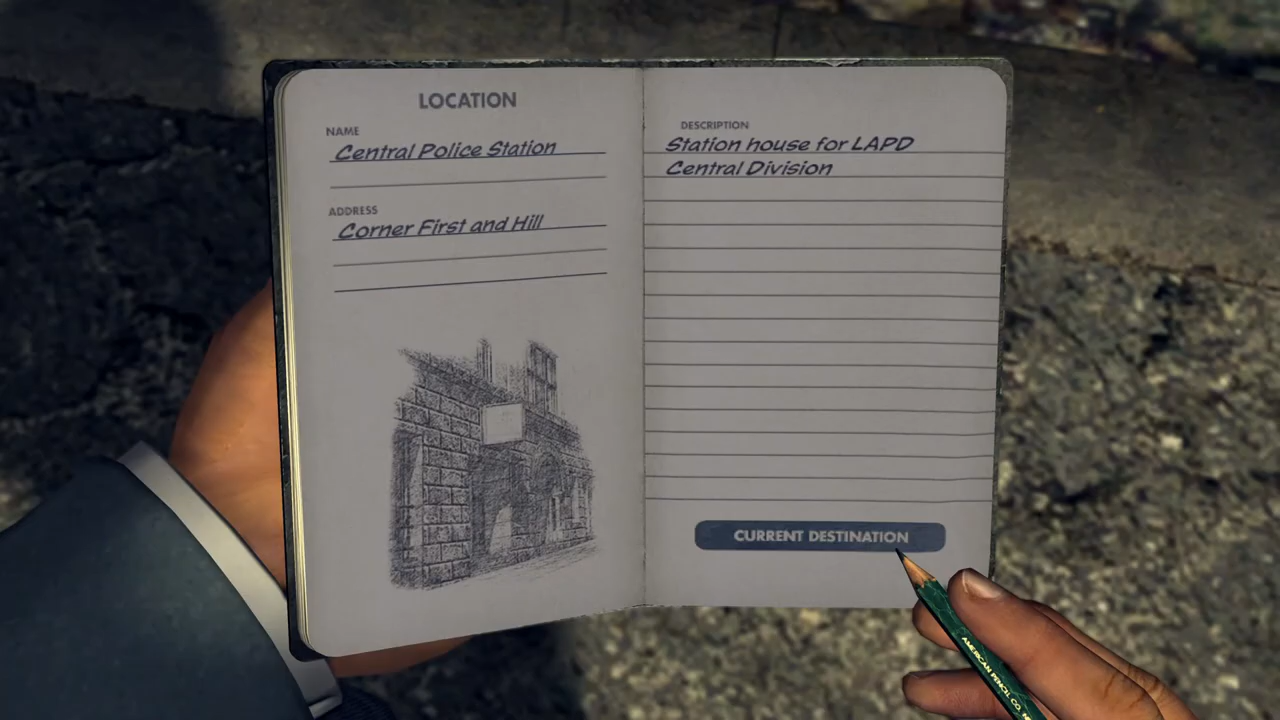 LOCATION
NAME
Central Police Station
ADDRESS
Corner First and Hill
DESCRIPTION
Station house for LAPD
Central Division
CURRENT DESTINATION
AMERICAN PENCIL CO.